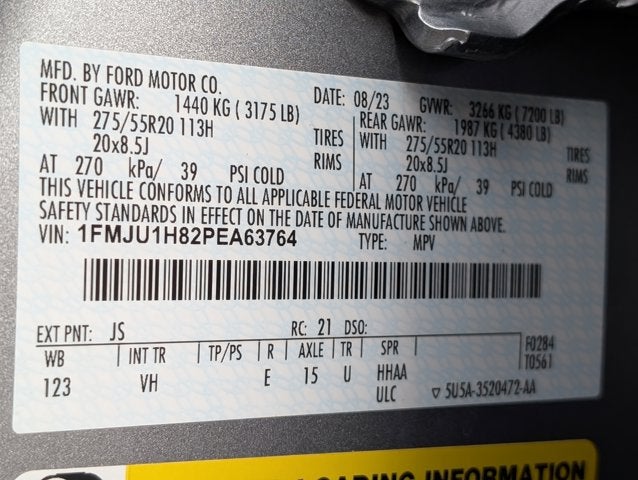 MFD. BY FORD MOTOR CO. DATE: 08/23 GVWR: 3266 KG ( 7200 LB)
FRONT GAWR: 1440 KG ( 3175 LB) REAR GAWR: 1987 KG ( 4380 LB)
WITH 275/55R20 113H TIRES WITH 275/55R20 113H TIRES
20x8.5J RIMS 20x8.5J RIMS
AT 270 kPa/ 39 PSI COLD AT 270 kPa/ 39 PSI COLD
THIS VEHICLE CONFORMS TO ALL APPLICABLE FEDERAL MOTOR VEHICLE
SAFETY STANDARDS IN EFFECT ON THE DATE OF MANUFACTURE SHOWN ABOVE.
VIN: 1FMJU1H82PEA63764 TYPE: MPV
EXT PNT: JS RC: 21 DSO:
WB INT TR TP/PS R AXLE TR SPR F0284
T0561
123 VH E 15 U HHAA
ULC 5U5A-3520472-AA
LOADING INFORMATION